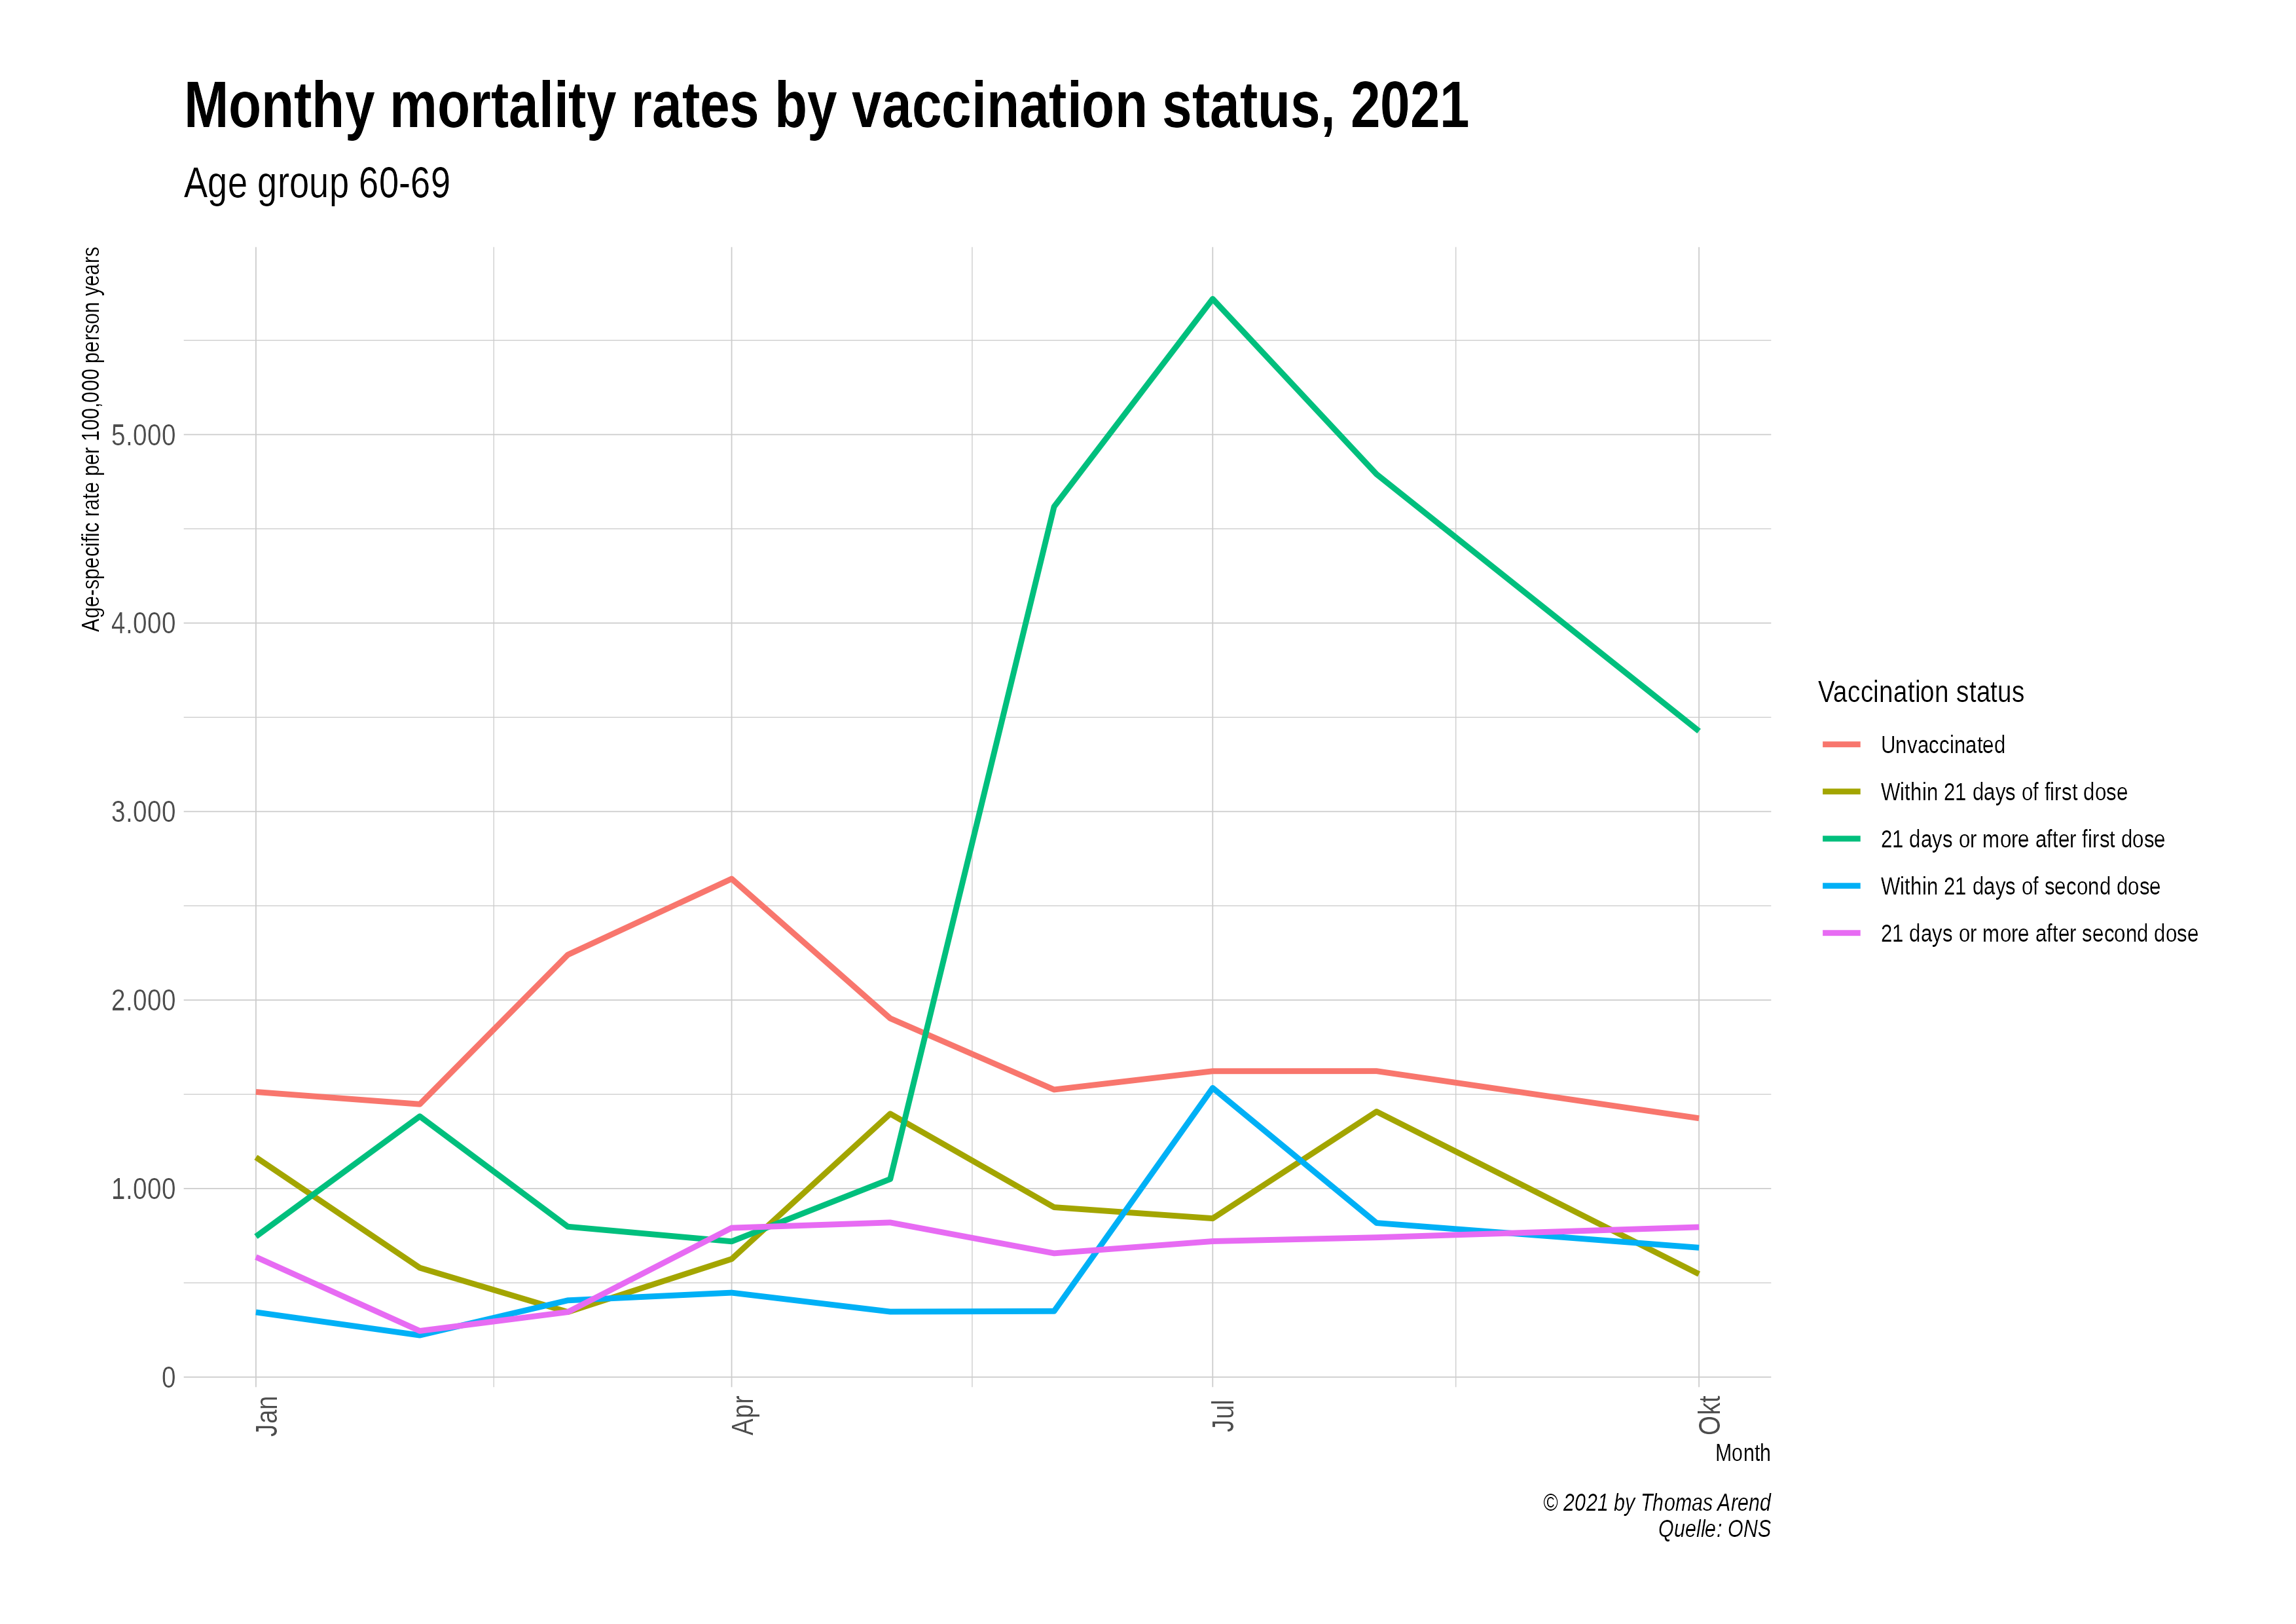 Monthy mortality rates by vaccination status, 2021
Age group 60-69
Age-specific rate per 100,000 person years
5.000
4.000
3.000
2.000
1.000
0
Jan
Apr
Jul
Okt
Month
Vaccination status
Unvaccinated
Within 21 days of first dose
21 days or more after first dose
Within 21 days of second dose
21 days or more after second dose
© 2021 by Thomas Arend
Quelle: ONS